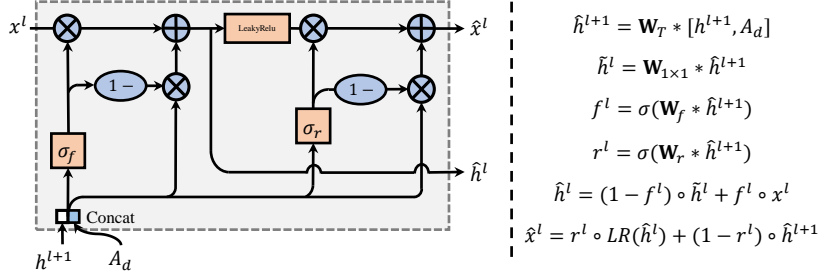 x^l
LeakyRelu
x̂^l
1 -
1 -
σ_f
σ_r
ĥ^l
Concat
h^{l+1}
A_d
ĥ^{l+1} = W_T * [h^{l+1}, A_d]
h̃^l = W_{1×1} * ĥ^{l+1}
f^l = σ(W_f * ĥ^{l+1})
r^l = σ(W_r * ĥ^{l+1})
ĥ^l = (1 − f^l) ∘ h̃^l + f^l ∘ x^l
x̂^l = r^l ∘ LR(ĥ^l) + (1 − r^l) ∘ ĥ^{l+1}